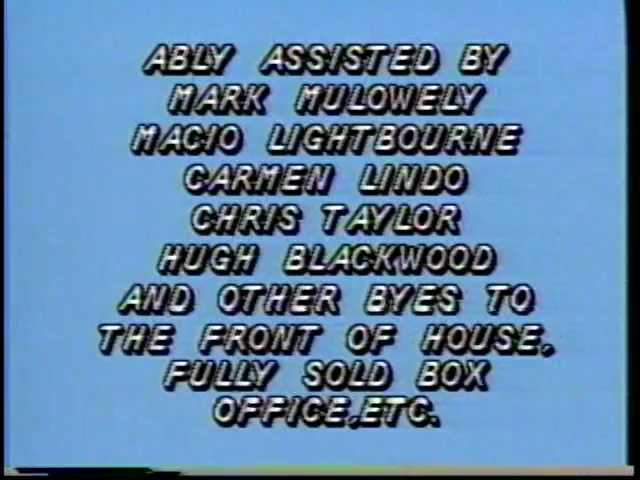 ABLY ASSISTED BY
MARK MULOWELY
MACIO LIGHTBOURNE
CARMEN LINDO
CHRIS TAYLOR
HUGH BLACKWOOD
AND OTHER BYES TO
THE FRONT OF HOUSE,
FULLY SOLD BOX
OFFICE,ETC.